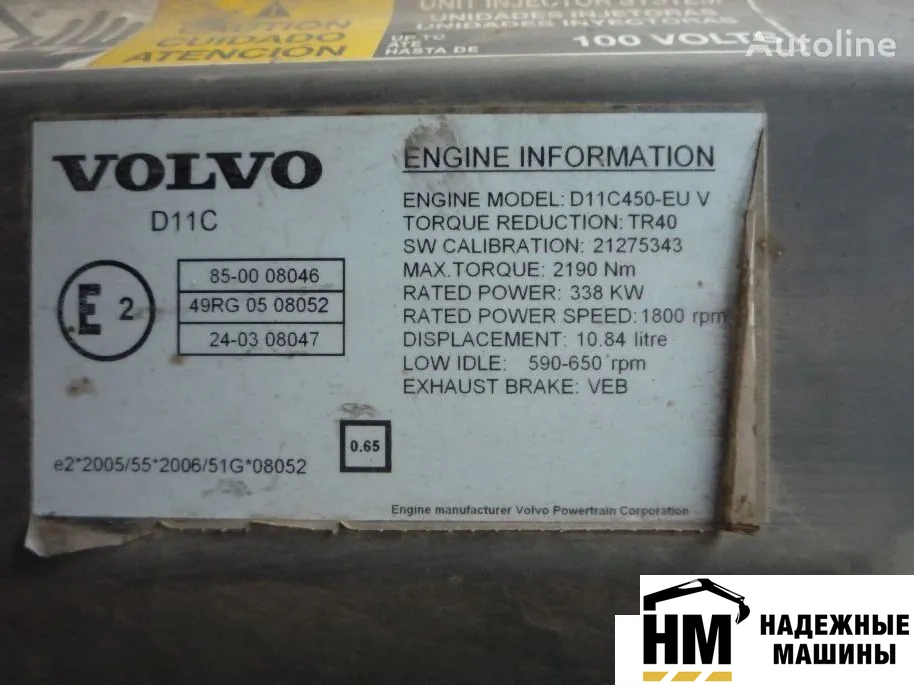 CAUTION
CUIDADO
ATENCION
UNIT INJECTOR SYSTEM
UNIDADES INJETORAS
UNIDADES INYECTORAS
UP TO
ATE
HASTA DE
100 VOLTS
Autoline
VOLVO
D11C
E 2
85-00 08046
49RG 05 08052
24-03 08047
e2*2005/55*2006/51G*08052
0.65
ENGINE INFORMATION
ENGINE MODEL: D11C450-EU V
TORQUE REDUCTION: TR40
SW CALIBRATION: 21275343
MAX.TORQUE: 2190 Nm
RATED POWER: 338 KW
RATED POWER SPEED: 1800 rpm
DISPLACEMENT: 10.84 litre
LOW IDLE: 590-650 rpm
EXHAUST BRAKE: VEB
Engine manufacturer Volvo Powertrain Corporation
НМ
НАДЕЖНЫЕ
МАШИНЫ